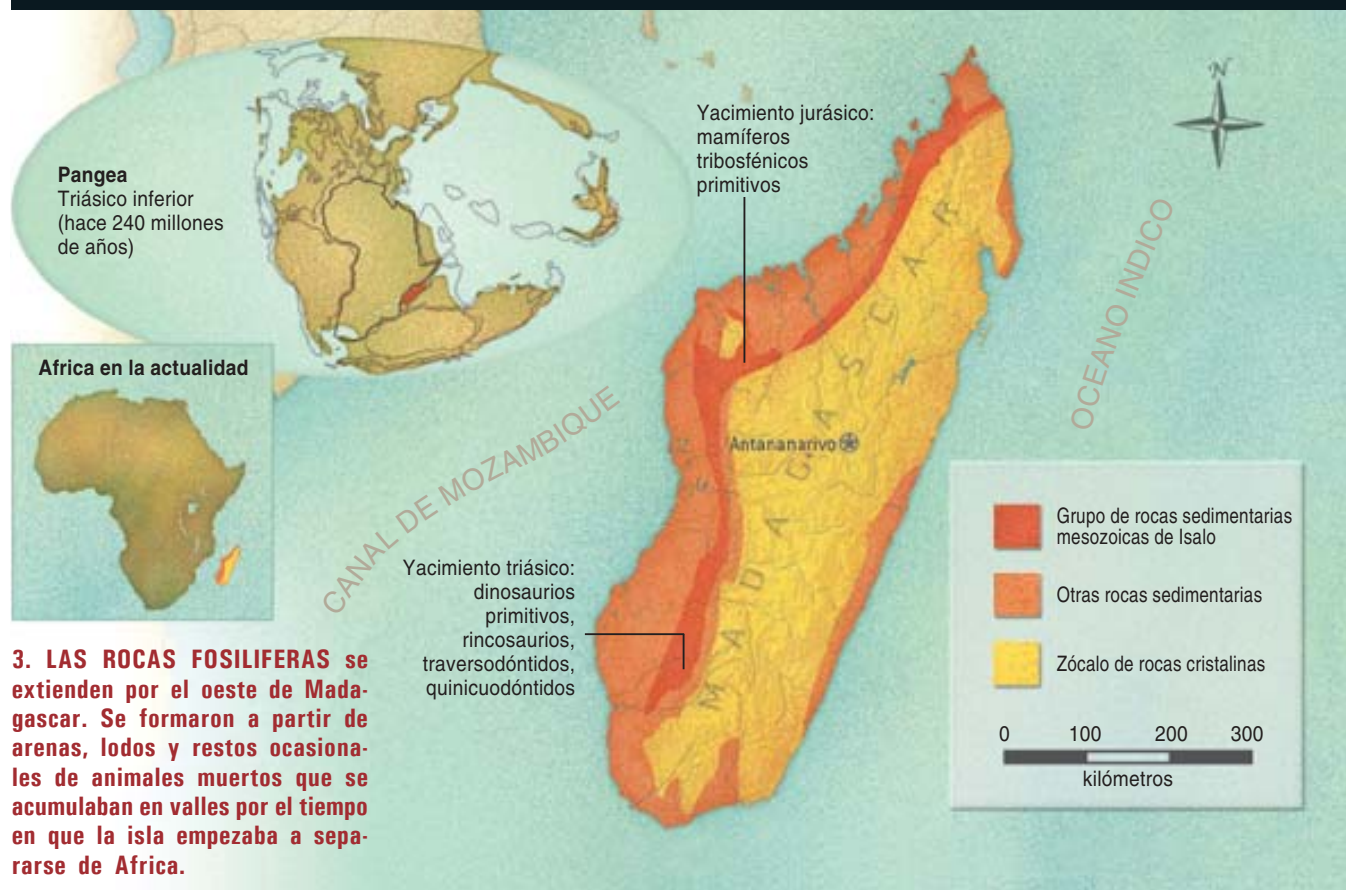 Pangea
Triásico inferior
(hace 240 millones
de años)
Africa en la actualidad
3. LAS ROCAS FOSILIFERAS se
extienden por el oeste de Mada-
gascar. Se formaron a partir de
arenas, lodos y restos ocasiona-
les de animales muertos que se
acumulaban en valles por el tiempo
en que la isla empezaba a sepa-
rarse de Africa.
Yacimiento jurásico:
mamíferos
tribosfénicos
primitivos
N
CANAL DE MOZAMBIQUE
OCEANO INDICO
MADAGASCAR
Antananarivo
Yacimiento triásico:
dinosaurios
primitivos,
rincosaurios,
traversodóntidos,
quinicuodóntidos
Grupo de rocas sedimentarias
mesozoicas de Isalo
Otras rocas sedimentarias
Zócalo de rocas cristalinas
0 100 200 300
kilómetros